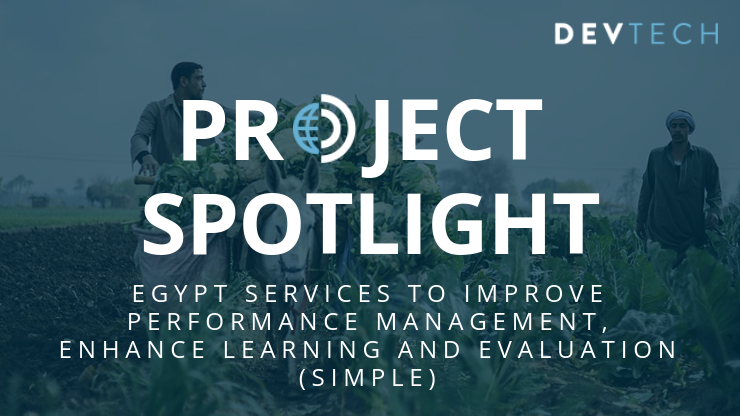 DEVTECH
PROJECT
SPOTLIGHT
EGYPT SERVICES TO IMPROVE
PERFORMANCE MANAGEMENT,
ENHANCE LEARNING AND EVALUATION
(SIMPLE)